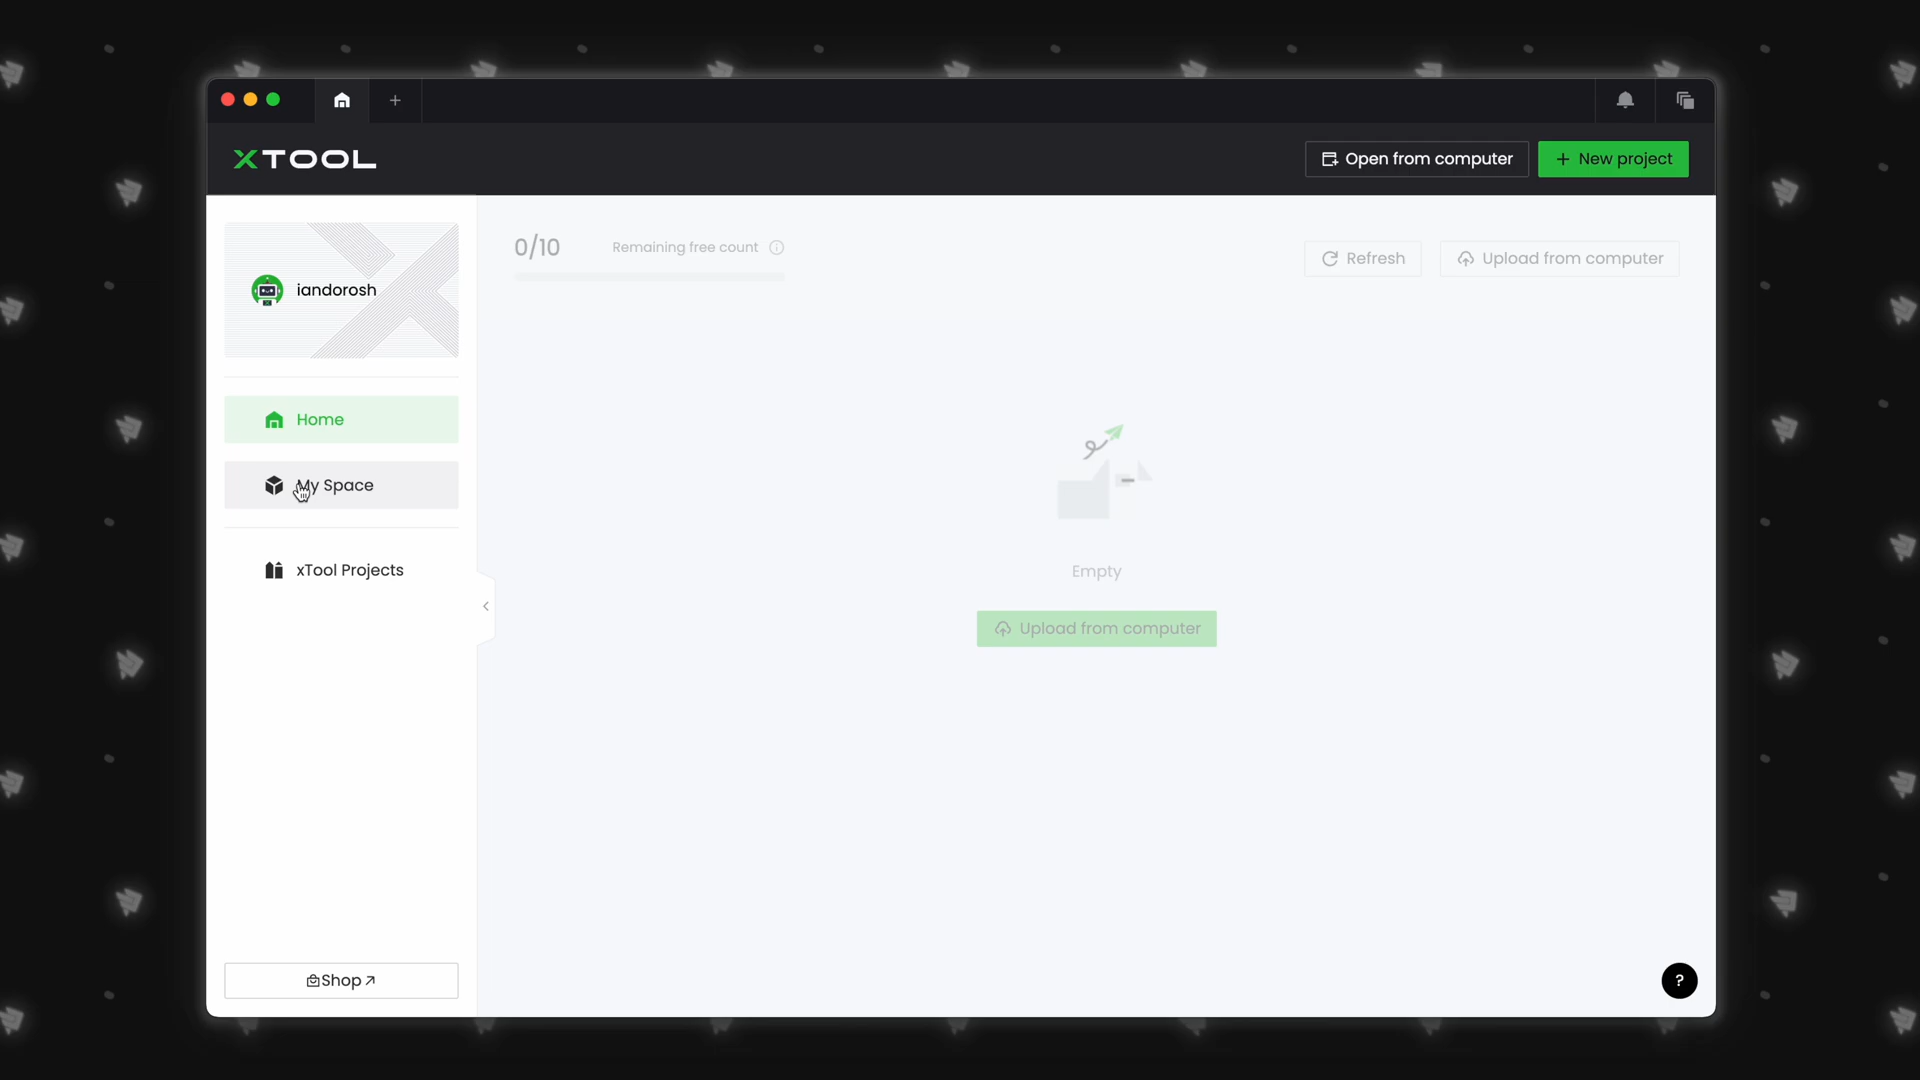 XTOOL
Open from computer
+ New project
iandorosh
Home
My Space
xTool Projects
Shop
0/10
Remaining free count
Refresh
Upload from computer
Empty
Upload from computer
?